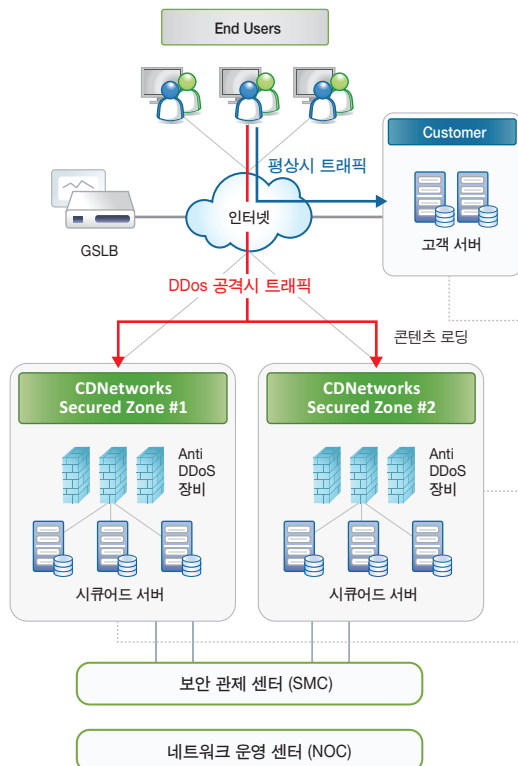 End Users
Customer
평상시 트래픽
인터넷
고객 서버
GSLB
DDos 공격시 트래픽
콘텐츠 로딩
CDNetworks
Secured Zone #1
CDNetworks
Secured Zone #2
Anti
DDoS
장비
Anti
DDoS
장비
시큐어드 서버
시큐어드 서버
보안 관제 센터 (SMC)
네트워크 운영 센터 (NOC)